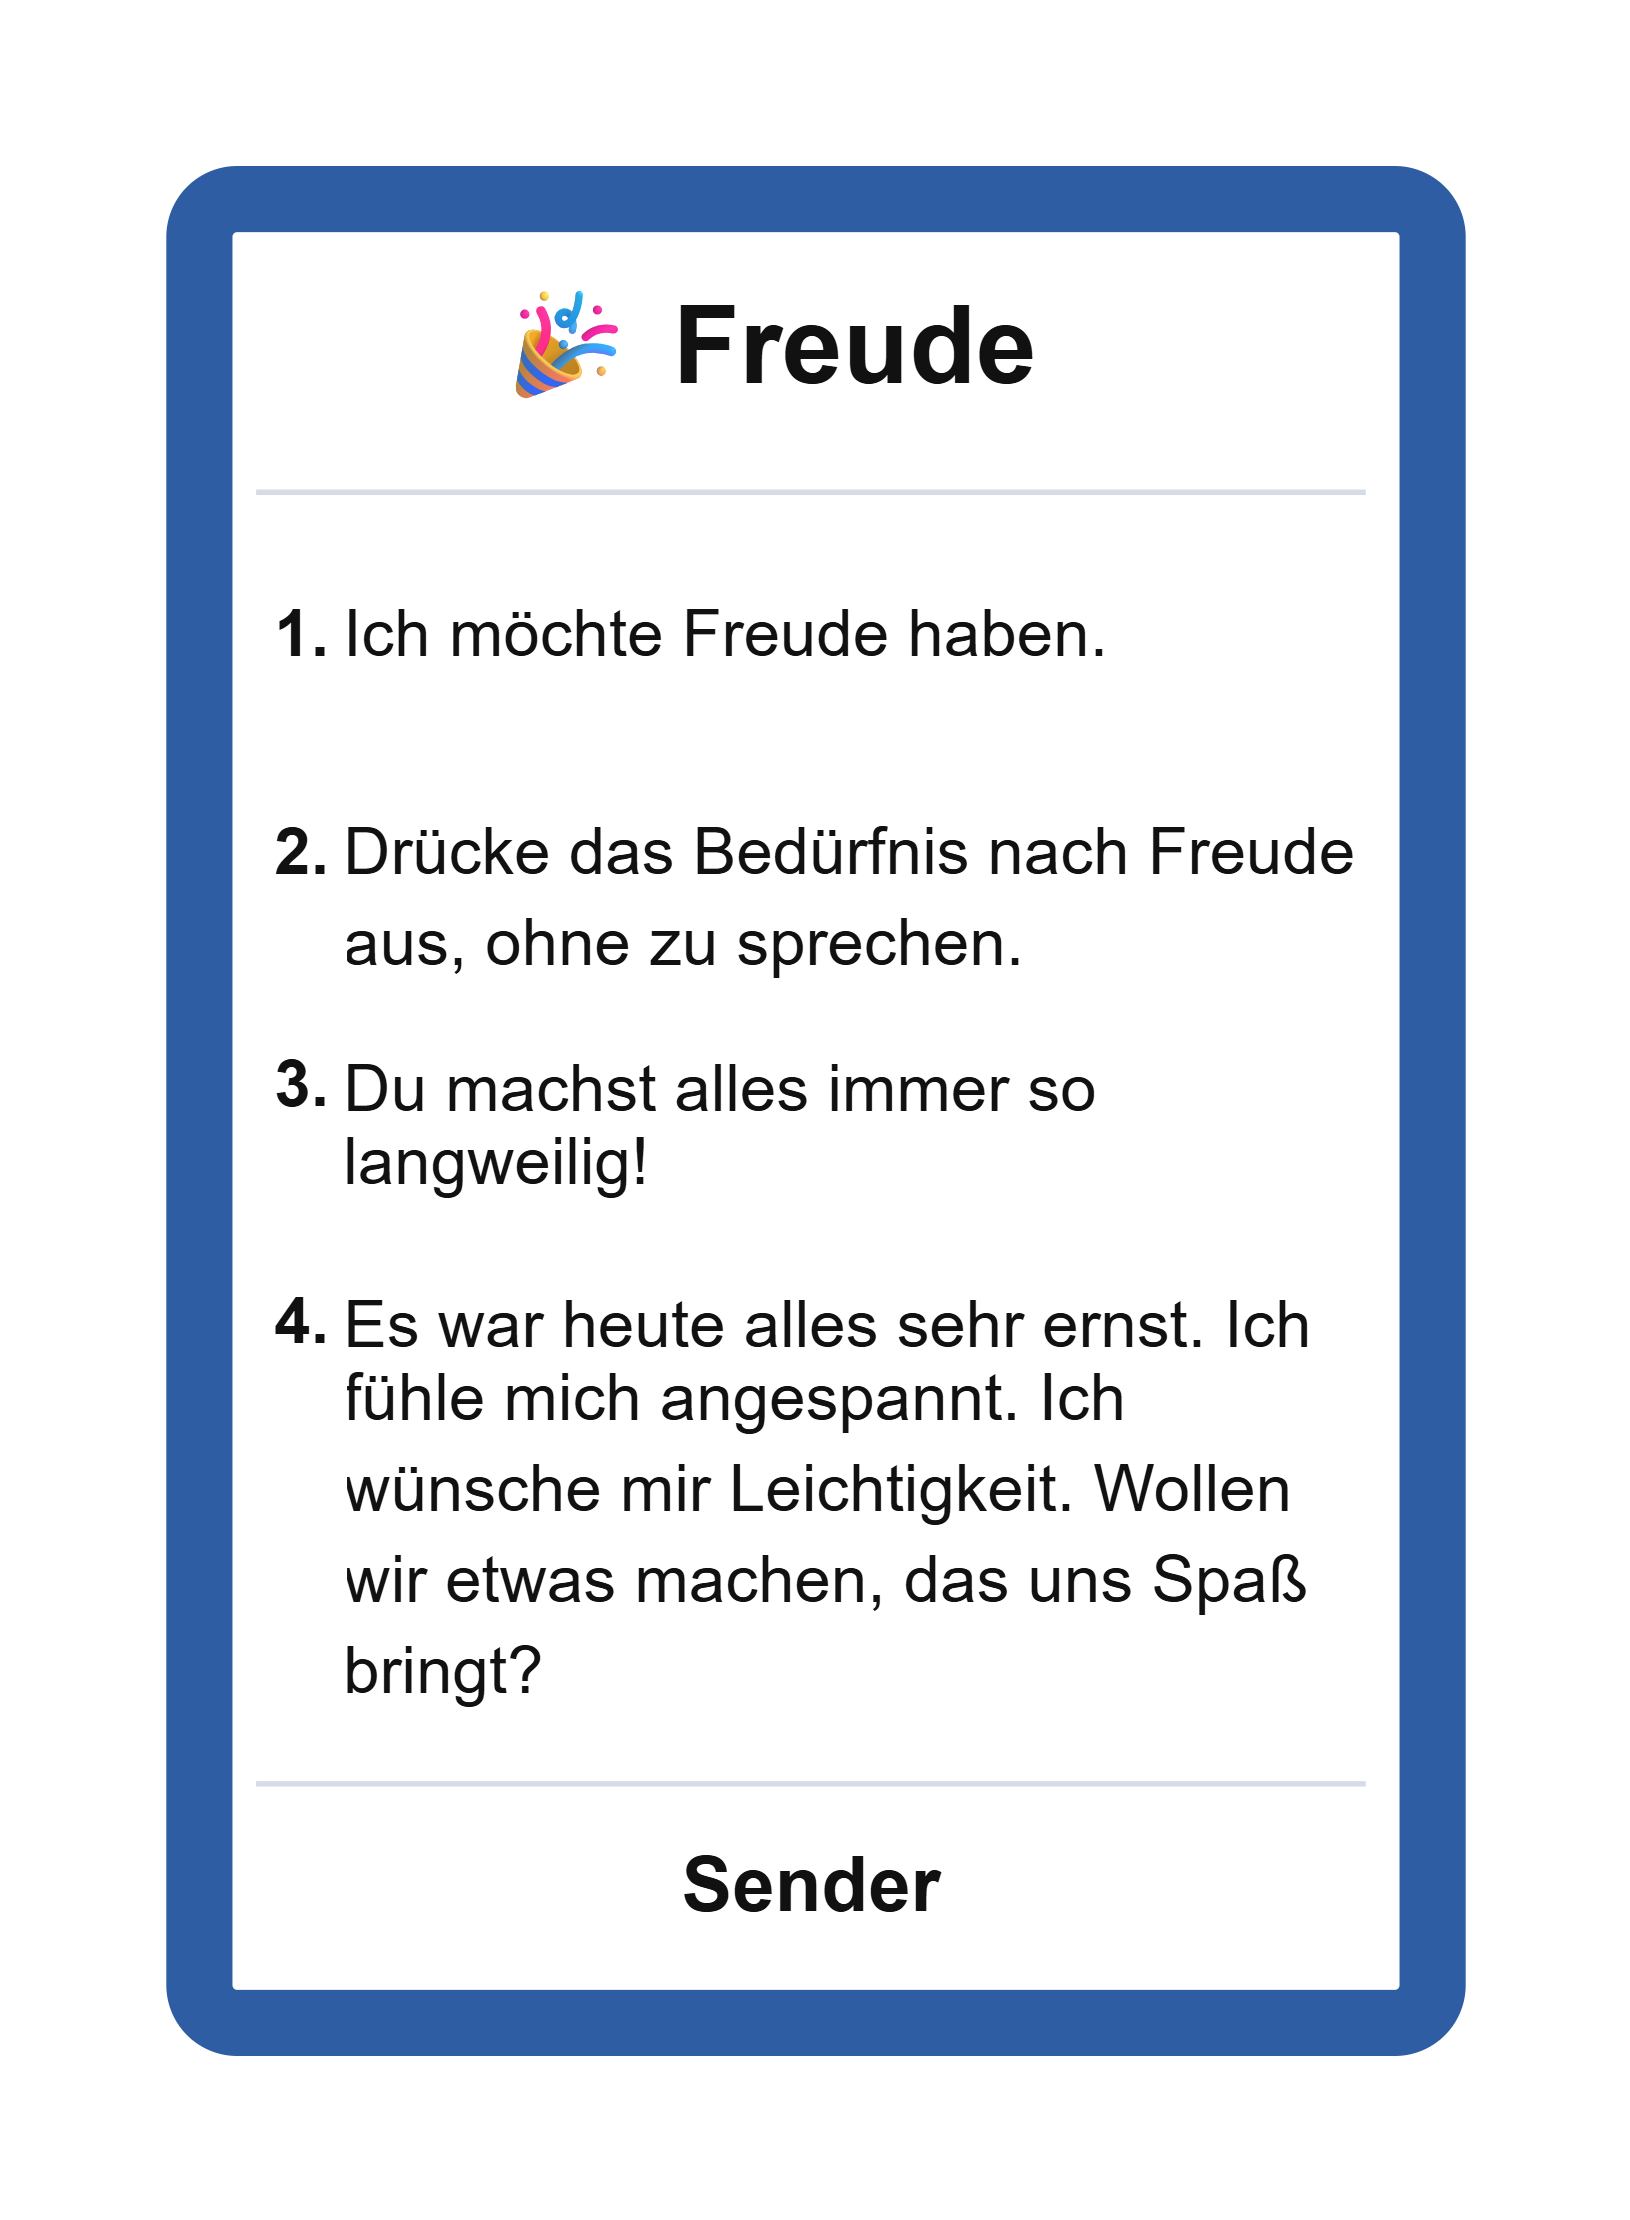 🎉 Freude
1. Ich möchte Freude haben.
2. Drücke das Bedürfnis nach Freude
aus, ohne zu sprechen.
3. Du machst alles immer so
langweilig!
4. Es war heute alles sehr ernst. Ich
fühle mich angespannt. Ich
wünsche mir Leichtigkeit. Wollen
wir etwas machen, das uns Spaß
bringt?
Sender